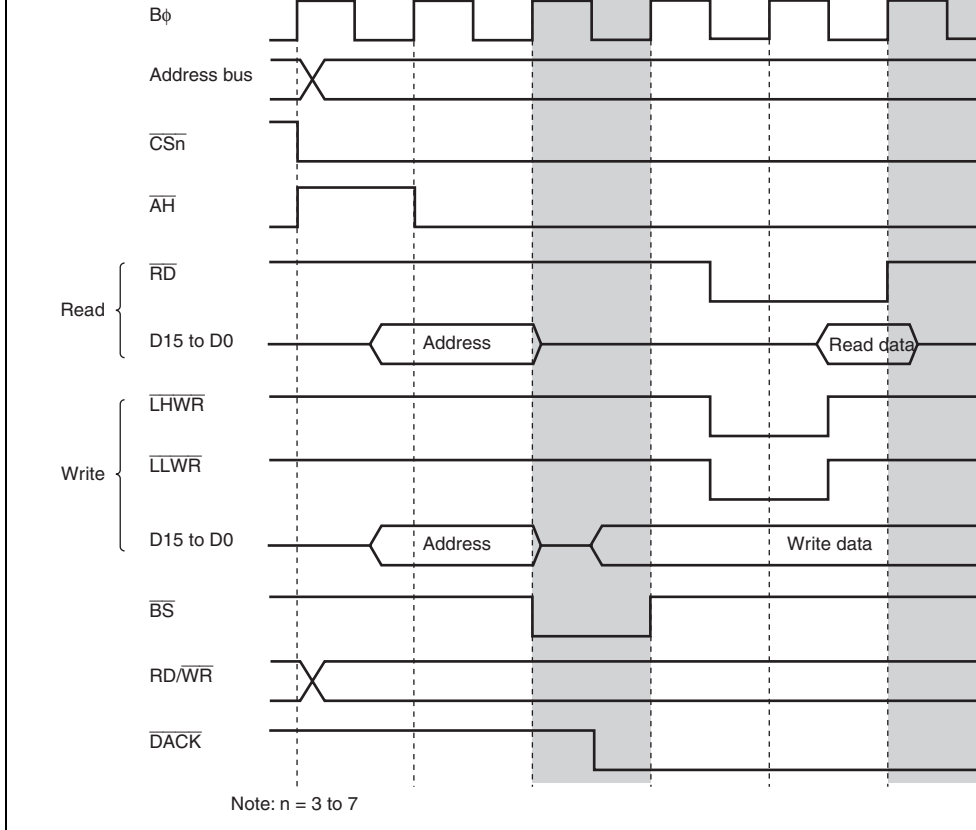 Bϕ
Address bus
CSn
AH
RD
Read
D15 to D0
Address
Read data
LHWR
LLWR
Write
D15 to D0
Address
Write data
BS
RD/WR
DACK
Note: n = 3 to 7